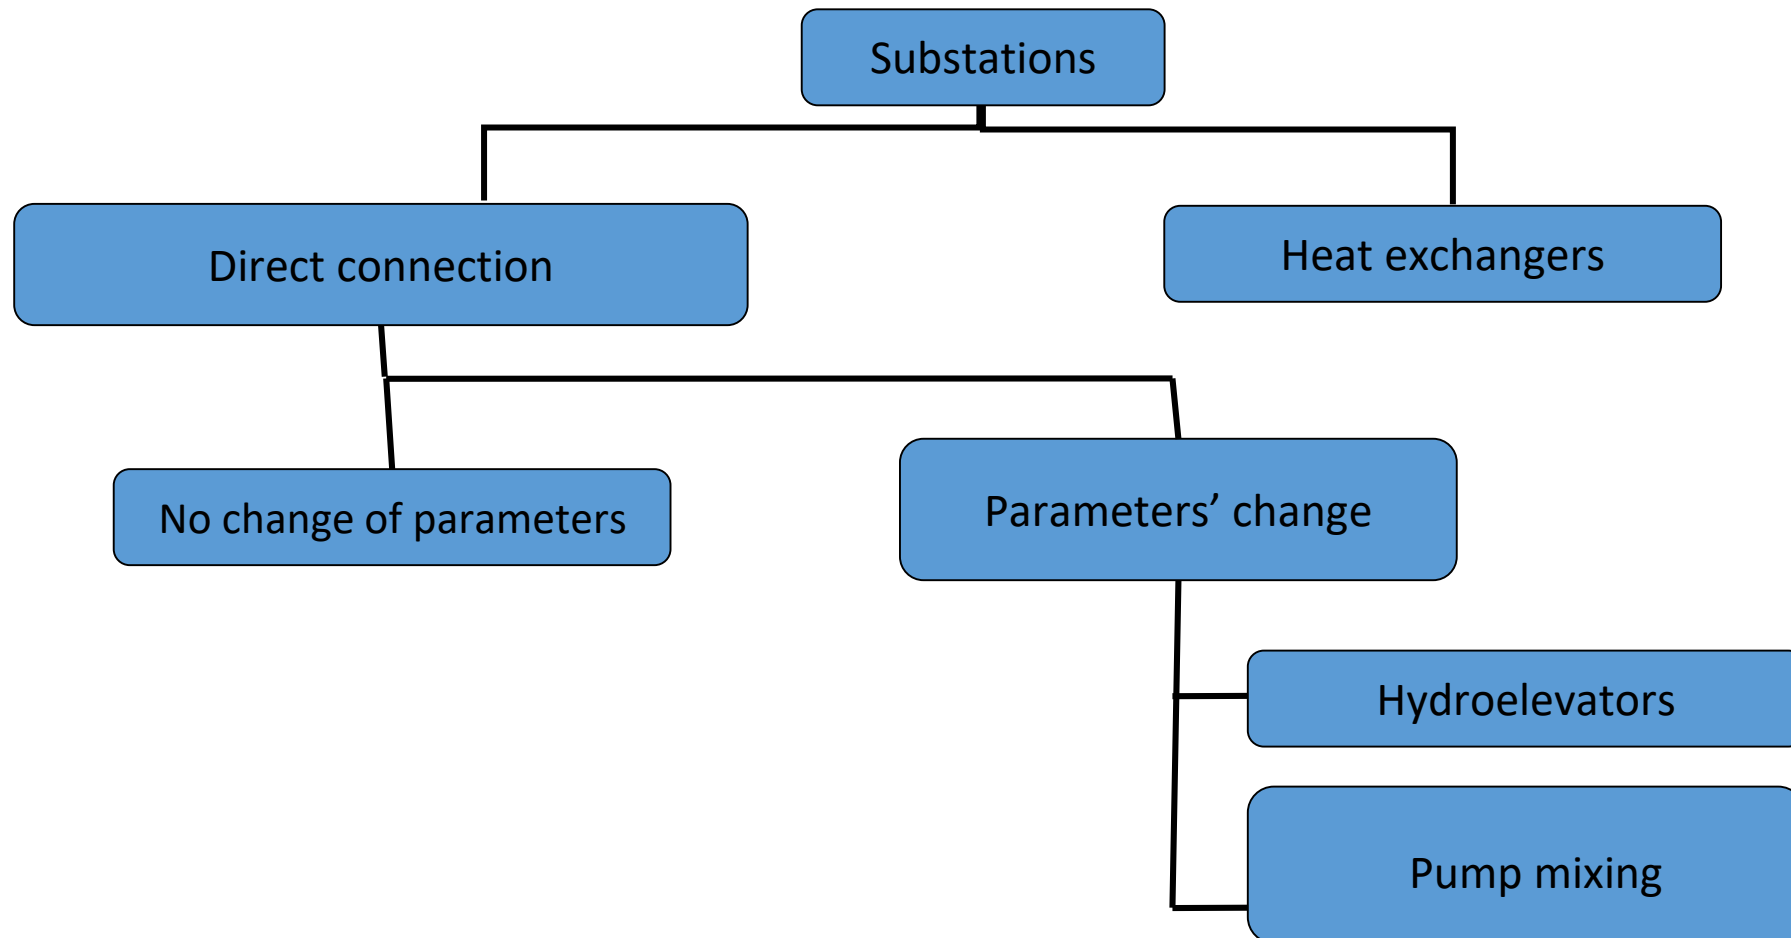 Substations
Direct connection
Heat exchangers
No change of parameters
Parameters’ change
Hydroelevators
Pump mixing